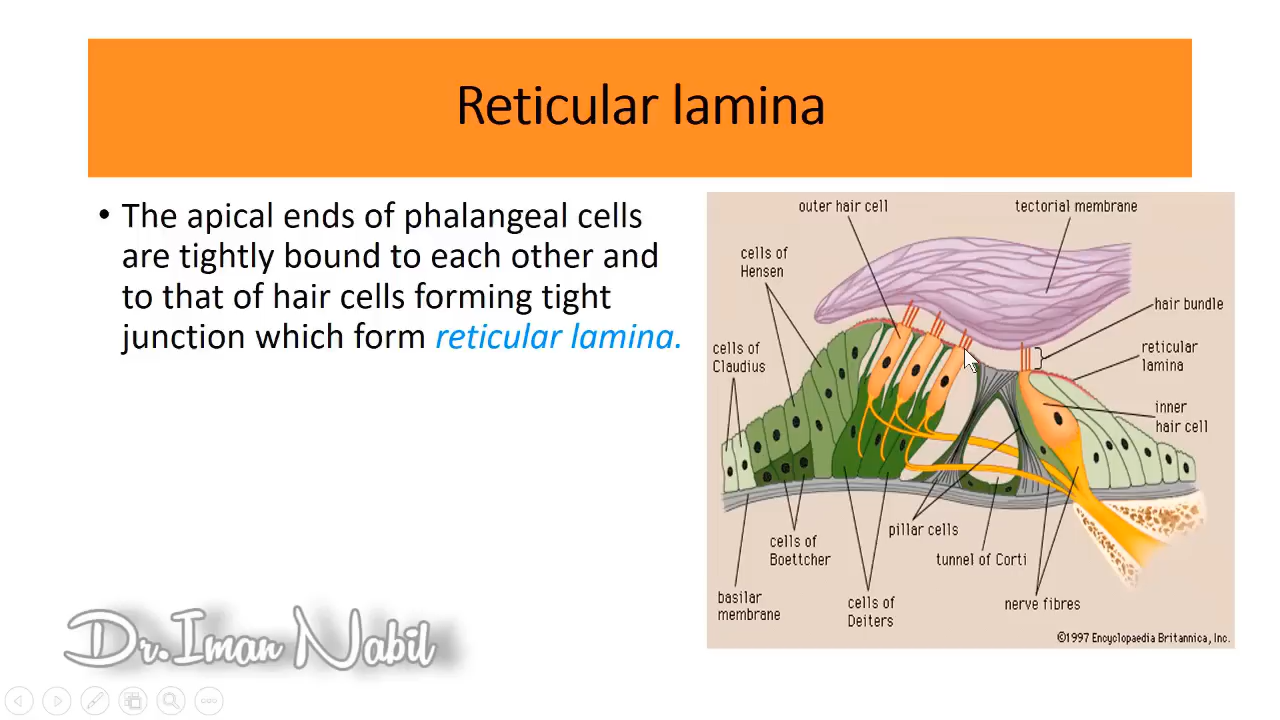 Reticular lamina
• The apical ends of phalangeal cells
are tightly bound to each other and
to that of hair cells forming tight
junction which form reticular lamina.
outer hair cell
tectorial membrane
cells of
Hensen
hair bundle
cells of
Claudius
reticular
lamina
inner
hair cell
pillar cells
cells of
Boettcher
tunnel of Corti
basilar
membrane
cells of
Deiters
nerve fibres
©1997 Encyclopaedia Britannica, Inc.
Dr.Iman Nabil